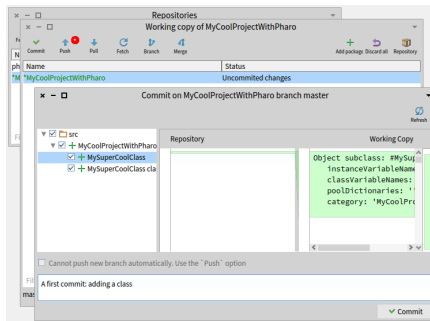 Repositories
Working copy of MyCoolProjectWithPharo
Commit Push Pull Fetch Branch Merge Add package Discard all Repository
Name Status
*MyCoolProjectWithPharo Uncommited changes
Commit on MyCoolProjectWithPharo branch master
Refresh
Repository Working Copy
src
MyCoolProjectWithPharo
MySuperCoolClass
MySuperCoolClass cla
Object subclass: #MySup
instanceVariableName
classVariableNames:
poolDictionaries: '
category: 'MyCoolPro
Cannot push new branch automatically. Use the `Push` option
A first commit: adding a class
Commit